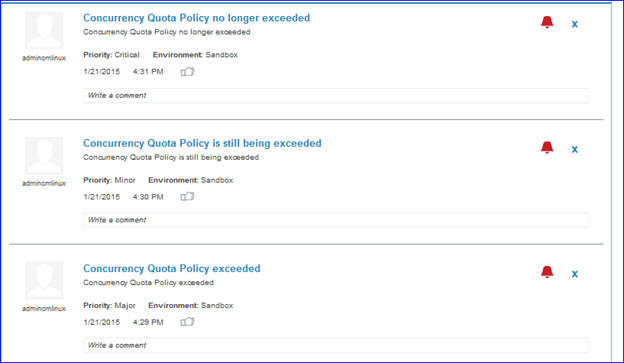 Concurrency Quota Policy no longer exceeded
Concurrency Quota Policy no longer exceeded
adminomlinux
Priority: Critical Environment: Sandbox
1/21/2015 4:31 PM
Write a comment
x
Concurrency Quota Policy is still being exceeded
Concurrency Quota Policy is still being exceeded
adminomlinux
Priority: Minor Environment: Sandbox
1/21/2015 4:30 PM
Write a comment
x
Concurrency Quota Policy exceeded
Concurrency Quota Policy exceeded
adminomlinux
Priority: Major Environment: Sandbox
1/21/2015 4:29 PM
Write a comment
x